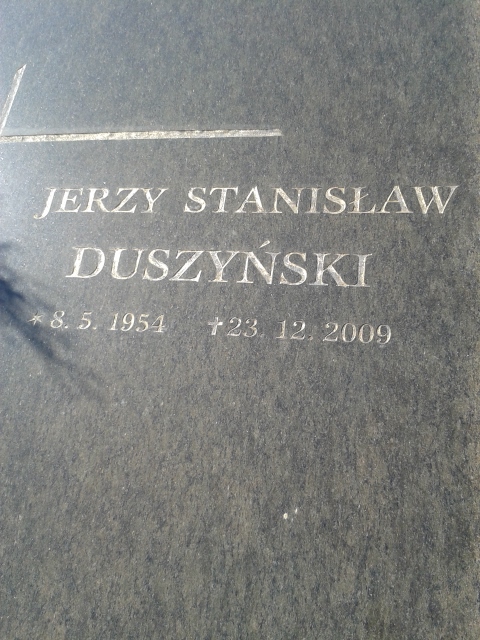 JERZY STANISŁAW
DUSZYŃSKI
* 8. 5. 1954 †23. 12. 2009